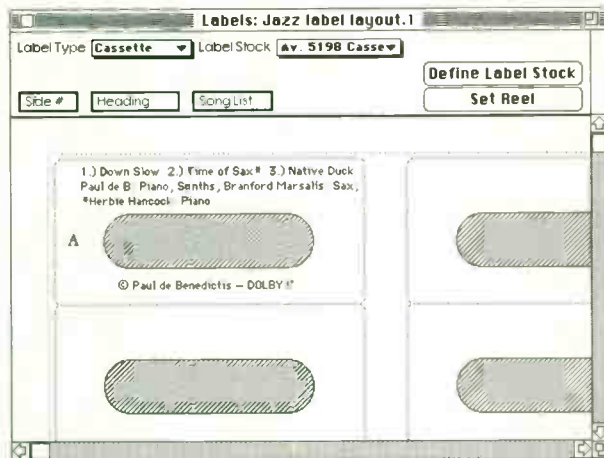 Labels: Jazz label layout.1
Label Type Cassette Label Stock Av. 5198 Casse
Define Label Stock
Side # Heading Song List Set Reel
1.) Down Slow 2.) Time of Sax* 3.) Native Duck
Paul de B Piano, Senths, Branford Marsalis Sax,
*Herbie Hancock Piano
A
© Paul de Benedictis — DOLBY